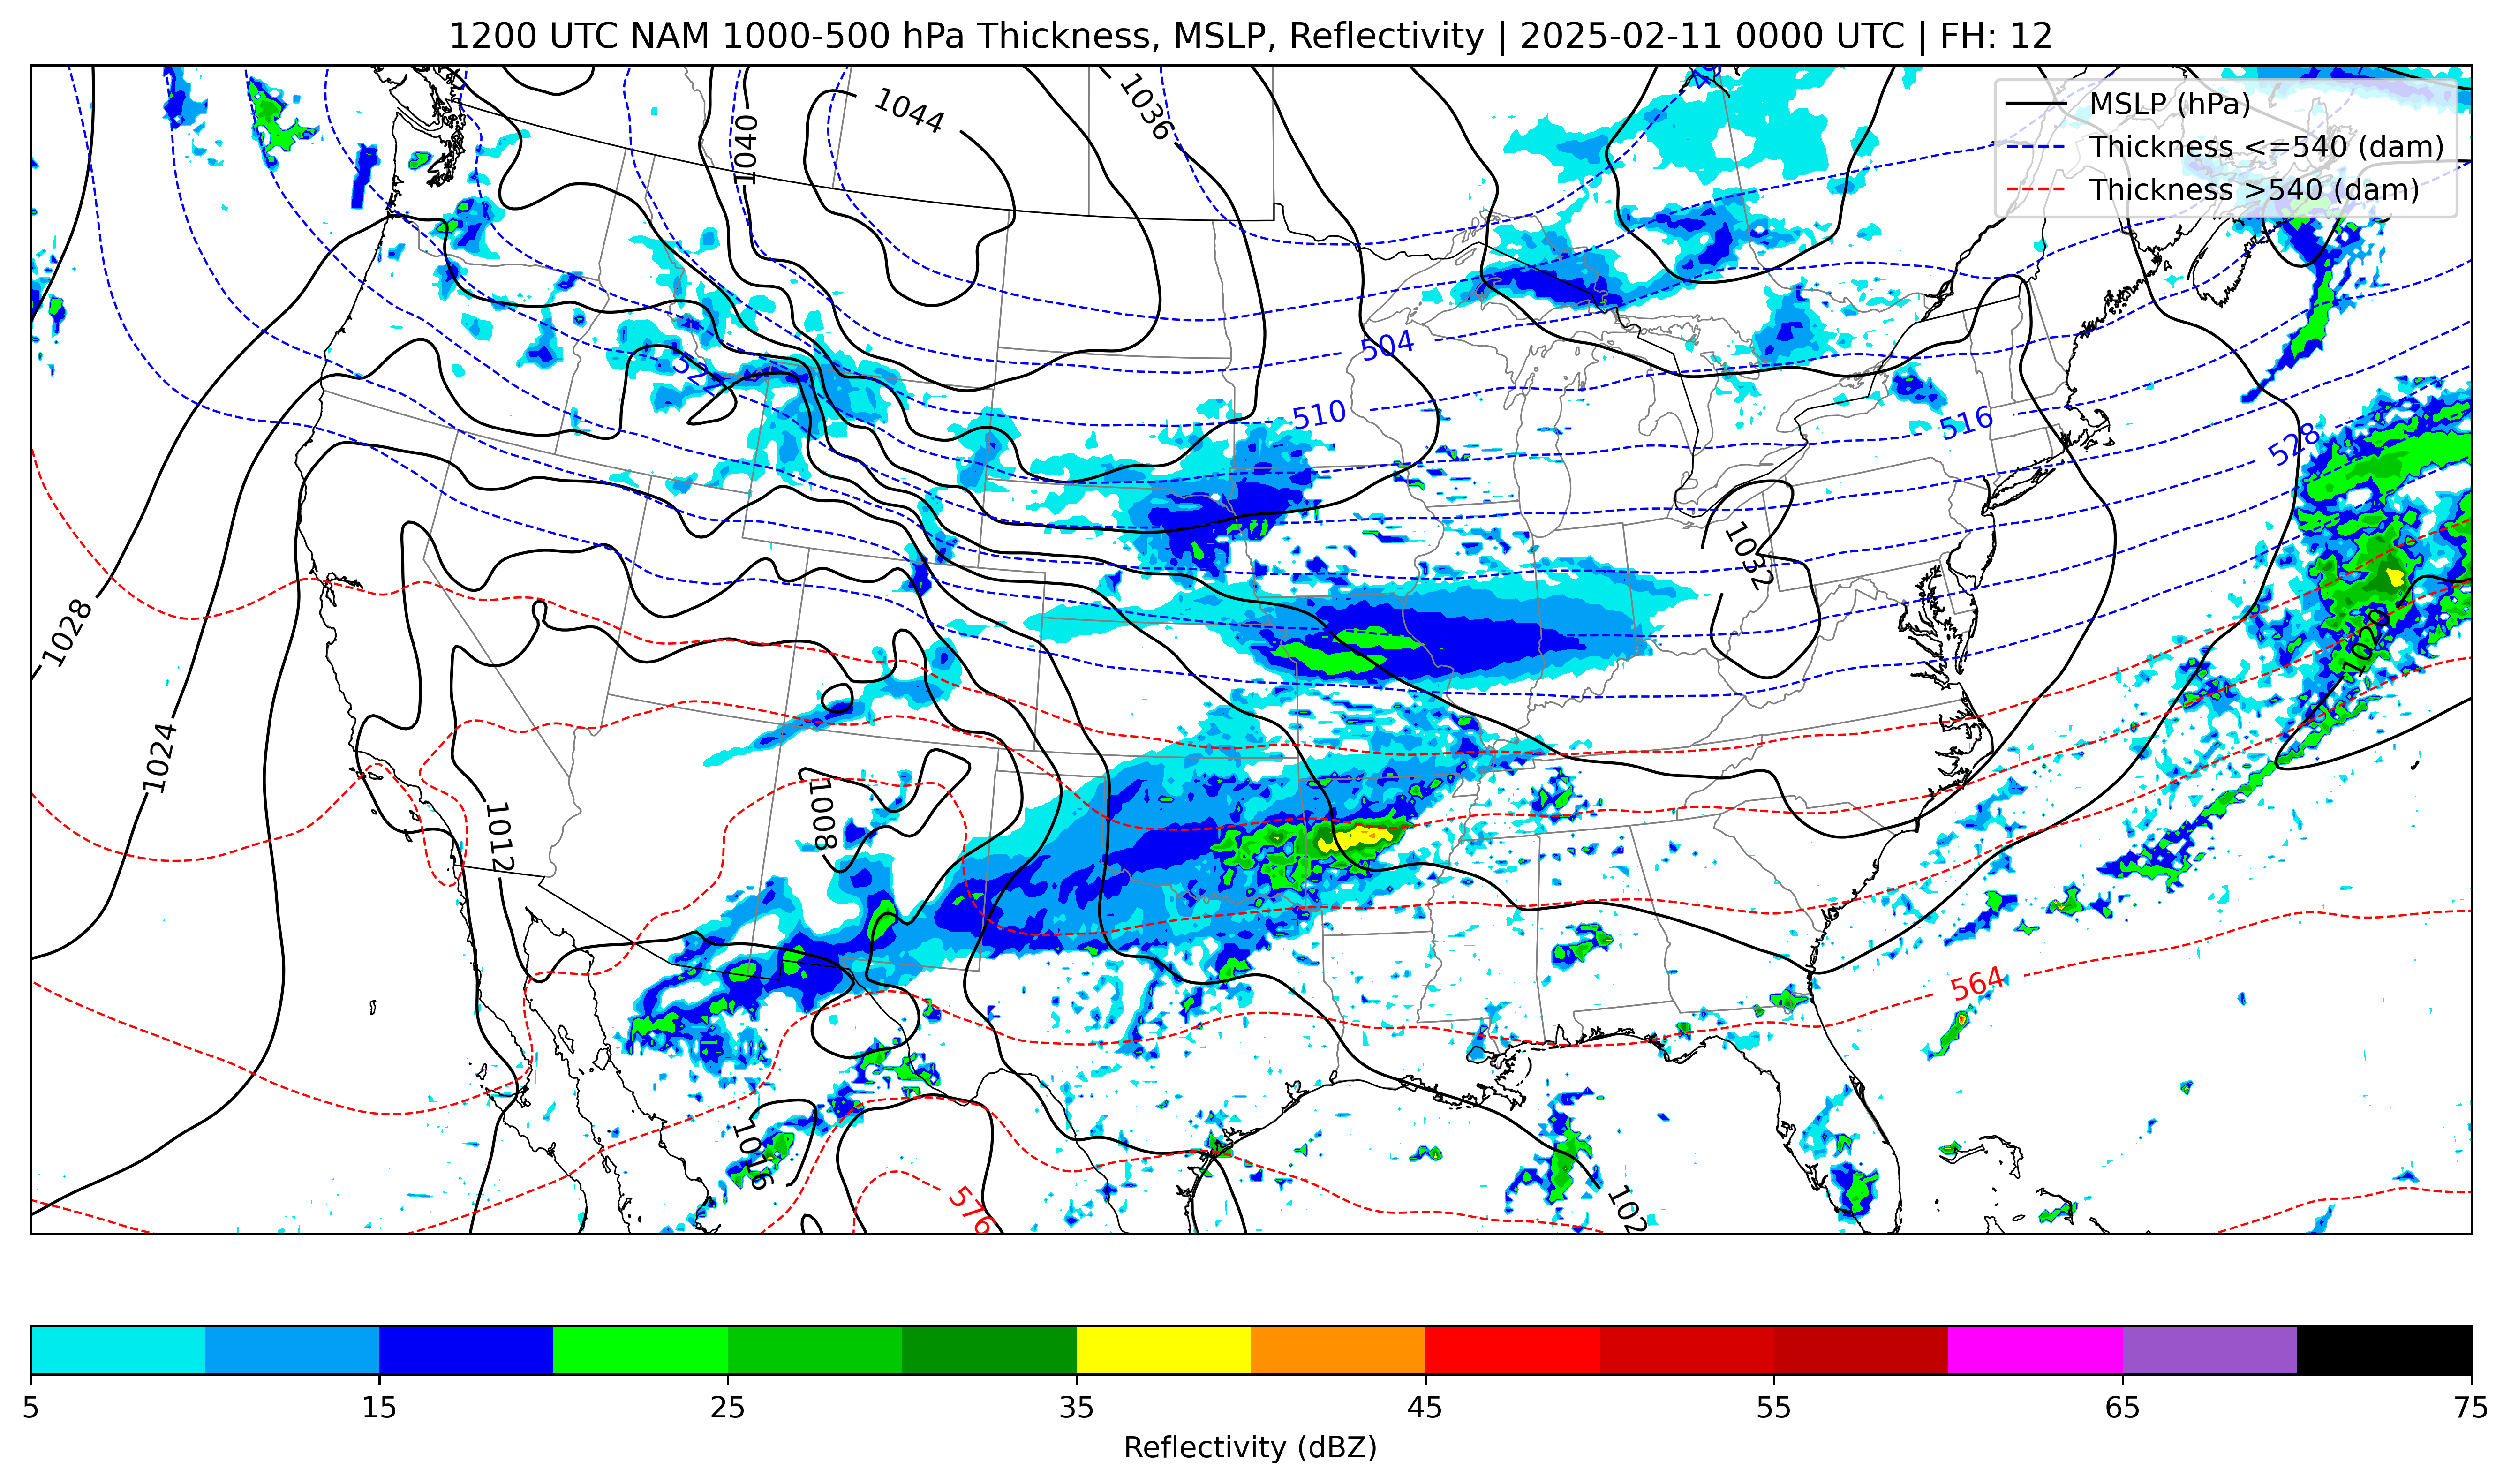 1200 UTC NAM 1000-500 hPa Thickness, MSLP, Reflectivity | 2025-02-11 0000 UTC | FH: 12
MSLP (hPa)
Thickness <=540 (dam)
Thickness >540 (dam)
1044
1036
1040
504
510
516
528
1032
1028
1024
1020
1012
1008
564
1016
576
102
5 15 25 35 45 55 65 75
Reflectivity (dBZ)